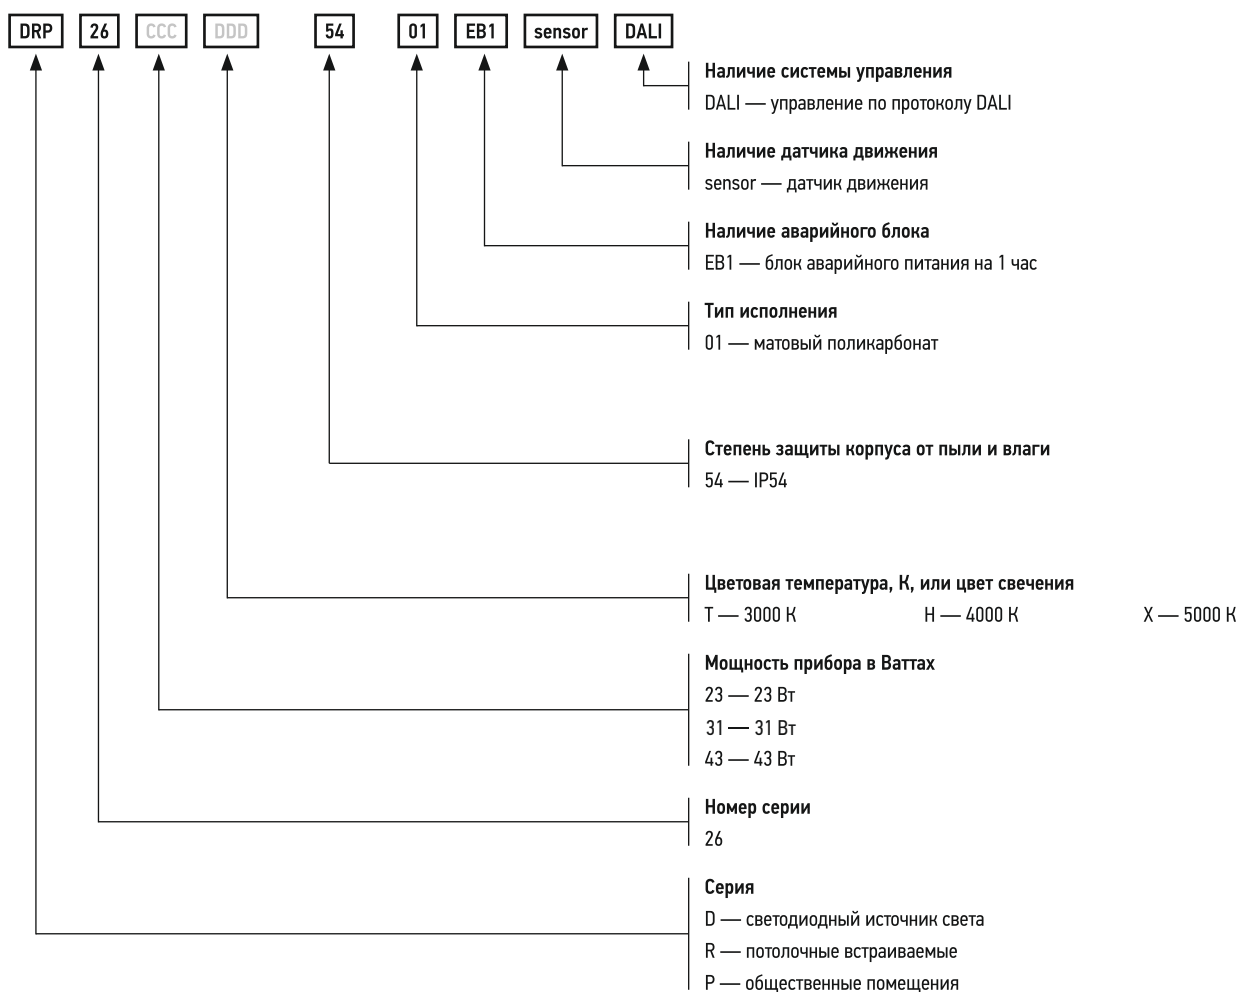 DRP 26 CCC DDD 54 01 EB1 sensor DALI
Наличие системы управления
DALI — управление по протоколу DALI
Наличие датчика движения
sensor — датчик движения
Наличие аварийного блока
EB1 — блок аварийного питания на 1 час
Тип исполнения
01 — матовый поликарбонат
Степень защиты корпуса от пыли и влаги
54 — IP54
Цветовая температура, К, или цвет свечения
Т — 3000 К Н — 4000 К Х — 5000 К
Мощность прибора в Ваттах
23 — 23 Вт
31 — 31 Вт
43 — 43 Вт
Номер серии
26
Серия
D — светодиодный источник света
R — потолочные встраиваемые
P — общественные помещения